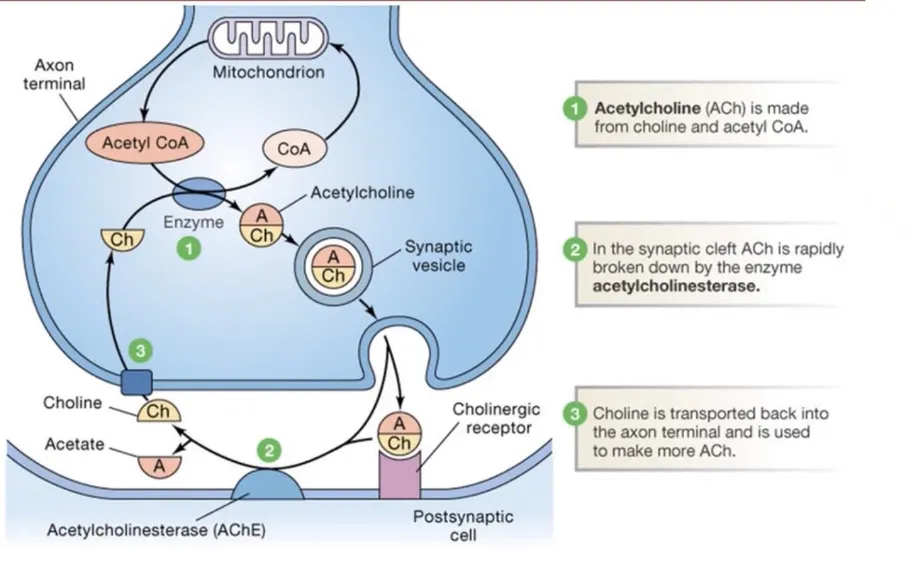 Axon
terminal
Mitochondrion
Acetyl CoA
CoA
Enzyme
1
Acetylcholine
A
Ch
Ch
A
Ch
Synaptic
vesicle
3
Choline
Ch
Acetate
A
2
A
Ch
Cholinergic
receptor
Acetylcholinesterase (AChE)
Postsynaptic
cell
1 Acetylcholine (ACh) is made
from choline and acetyl CoA.
2 In the synaptic cleft ACh is rapidly
broken down by the enzyme
acetylcholinesterase.
3 Choline is transported back into
the axon terminal and is used
to make more ACh.